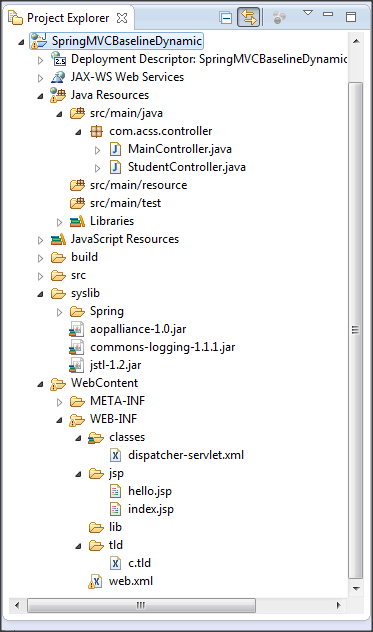 Project Explorer
SpringMVCBaselineDynamic
Deployment Descriptor: SpringMVCBaselineDynamic
JAX-WS Web Services
Java Resources
src/main/java
com.acss.controller
MainController.java
StudentController.java
src/main/resource
src/main/test
Libraries
JavaScript Resources
build
src
syslib
Spring
aopalliance-1.0.jar
commons-logging-1.1.1.jar
jstl-1.2.jar
WebContent
META-INF
WEB-INF
classes
dispatcher-servlet.xml
jsp
hello.jsp
index.jsp
lib
tld
c.tld
web.xml